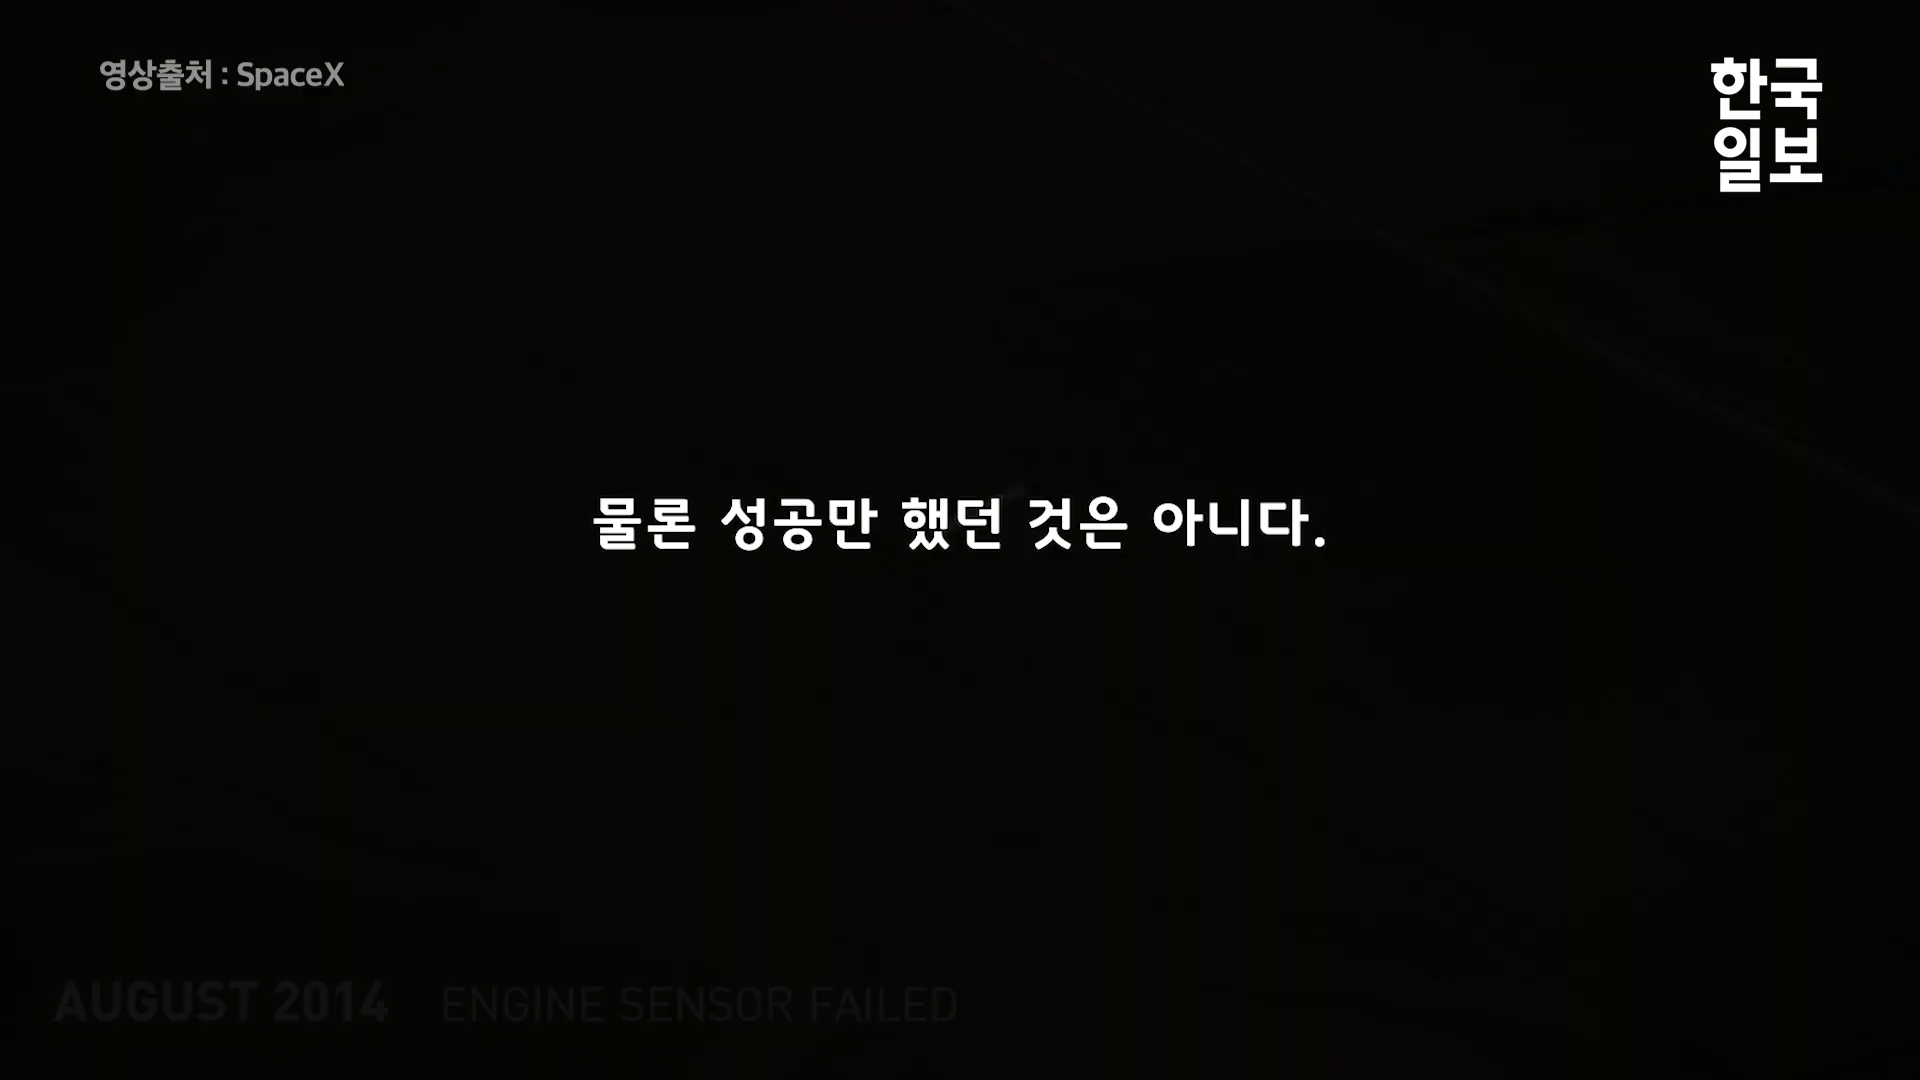 영상출처 : SpaceX
한국
일보
물론 성공만 했던 것은 아니다.
AUGUST 2014 ENGINE SENSOR FAILED